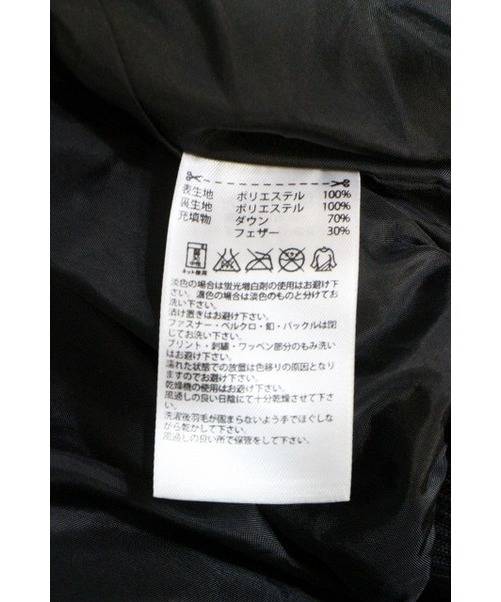 表生地 ポリエステル 100%
裏生地 ポリエステル 100%
充填物 ダウン 70%
フェザー 30%
ネット使用
淡色の場合は蛍光増白剤の使用はお避け下
さい。濃色の場合は淡色のものと分けてお
洗い下さい。
漬け置きはお避け下さい。
ファスナー・ベルクロ・釦・バックルは閉
じてお洗い下さい。
プリント・刺繍・ワッペン部分のもみ洗い
はお避け下さい。
濡れた状態での放置は色移りの原因となり
ますのでお避け下さい。
乾燥機の使用はお避け下さい。
風通しの良い日陰にて十分乾燥させて下さ
い。
洗濯後羽毛が固まらないよう手でほぐしな
がら乾かして下さい。
風通しの良い所で保管をして下さい。